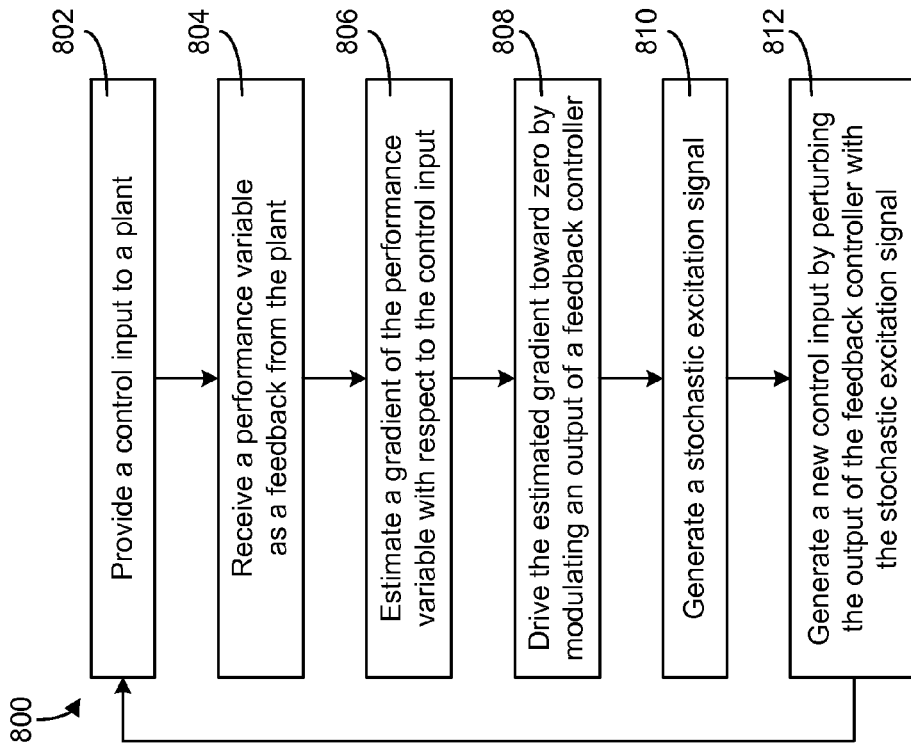 800
802
Provide a control input to a plant
804
Receive a performance variable
as a feedback from the plant
806
Estimate a gradient of the performance
variable with respect to the control input
808
Drive the estimated gradient toward zero by
modulating an output of a feedback controller
810
Generate a stochastic excitation signal
812
Generate a new control input by perturbing
the output of the feedback controller with
the stochastic excitation signal